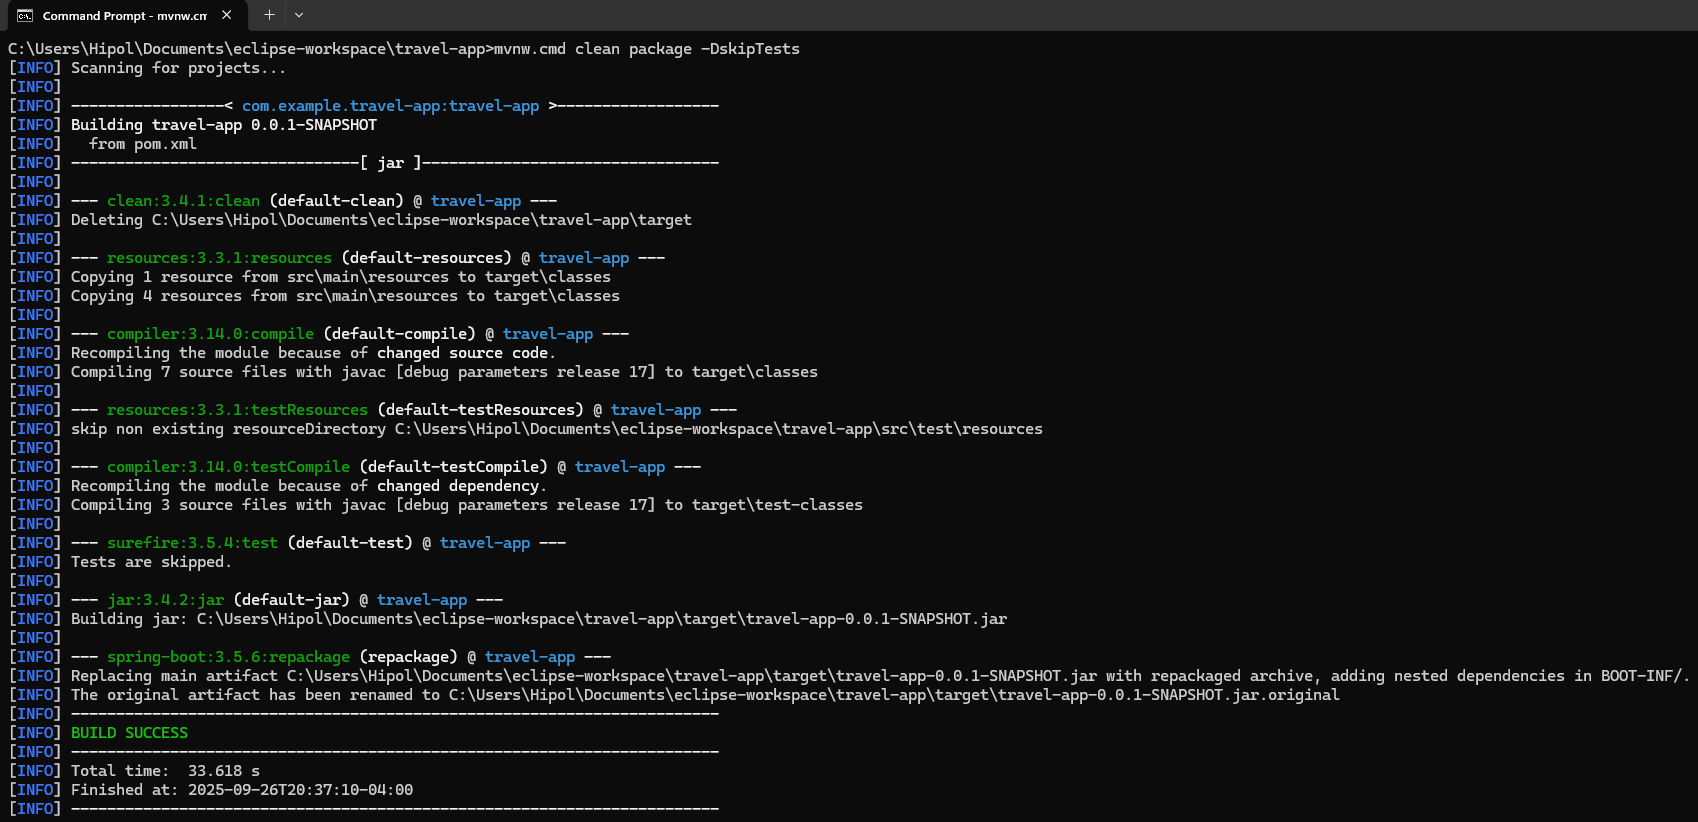 Command Prompt - mvnw.cm
C:\Users\Hipol\Documents\eclipse-workspace\travel-app>mvnw.cmd clean package -DskipTests
[INFO] Scanning for projects...
[INFO]
[INFO] -----------------< com.example.travel-app:travel-app >------------------
[INFO] Building travel-app 0.0.1-SNAPSHOT
[INFO]   from pom.xml
[INFO] --------------------------------[ jar ]---------------------------------
[INFO]
[INFO] --- clean:3.4.1:clean (default-clean) @ travel-app ---
[INFO] Deleting C:\Users\Hipol\Documents\eclipse-workspace\travel-app\target
[INFO]
[INFO] --- resources:3.3.1:resources (default-resources) @ travel-app ---
[INFO] Copying 1 resource from src\main\resources to target\classes
[INFO] Copying 4 resources from src\main\resources to target\classes
[INFO]
[INFO] --- compiler:3.14.0:compile (default-compile) @ travel-app ---
[INFO] Recompiling the module because of changed source code.
[INFO] Compiling 7 source files with javac [debug parameters release 17] to target\classes
[INFO]
[INFO] --- resources:3.3.1:testResources (default-testResources) @ travel-app ---
[INFO] skip non existing resourceDirectory C:\Users\Hipol\Documents\eclipse-workspace\travel-app\src\test\resources
[INFO]
[INFO] --- compiler:3.14.0:testCompile (default-testCompile) @ travel-app ---
[INFO] Recompiling the module because of changed dependency.
[INFO] Compiling 3 source files with javac [debug parameters release 17] to target\test-classes
[INFO]
[INFO] --- surefire:3.5.4:test (default-test) @ travel-app ---
[INFO] Tests are skipped.
[INFO]
[INFO] --- jar:3.4.2:jar (default-jar) @ travel-app ---
[INFO] Building jar: C:\Users\Hipol\Documents\eclipse-workspace\travel-app\target\travel-app-0.0.1-SNAPSHOT.jar
[INFO]
[INFO] --- spring-boot:3.5.6:repackage (repackage) @ travel-app ---
[INFO] Replacing main artifact C:\Users\Hipol\Documents\eclipse-workspace\travel-app\target\travel-app-0.0.1-SNAPSHOT.jar with repackaged archive, adding nested dependencies in BOOT-INF/.
[INFO] The original artifact has been renamed to C:\Users\Hipol\Documents\eclipse-workspace\travel-app\target\travel-app-0.0.1-SNAPSHOT.jar.original
[INFO] ------------------------------------------------------------------------
[INFO] BUILD SUCCESS
[INFO] ------------------------------------------------------------------------
[INFO] Total time:  33.618 s
[INFO] Finished at: 2025-09-26T20:37:10-04:00
[INFO] ------------------------------------------------------------------------